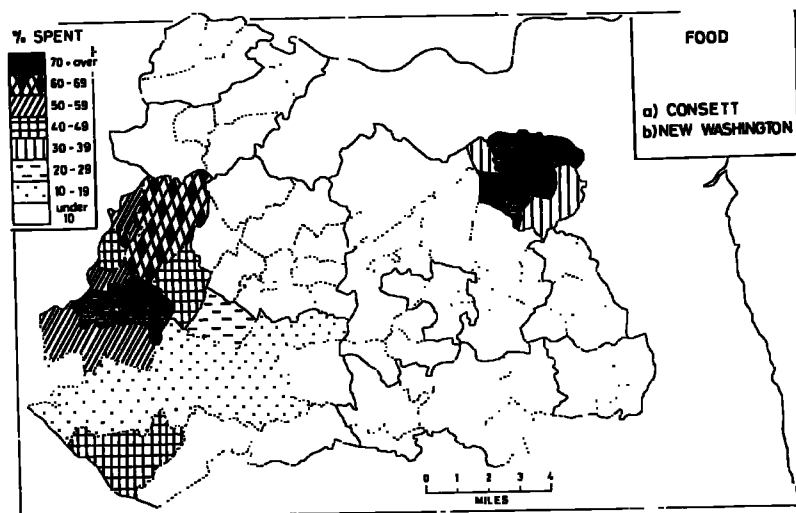 % SPENT
70 - over
60 - 69
50 - 59
40 - 49
30 - 39
20 - 29
10 - 19
under
10
FOOD
a) CONSETT
b) NEW WASHINGTON
0 1 2 3 4
MILES